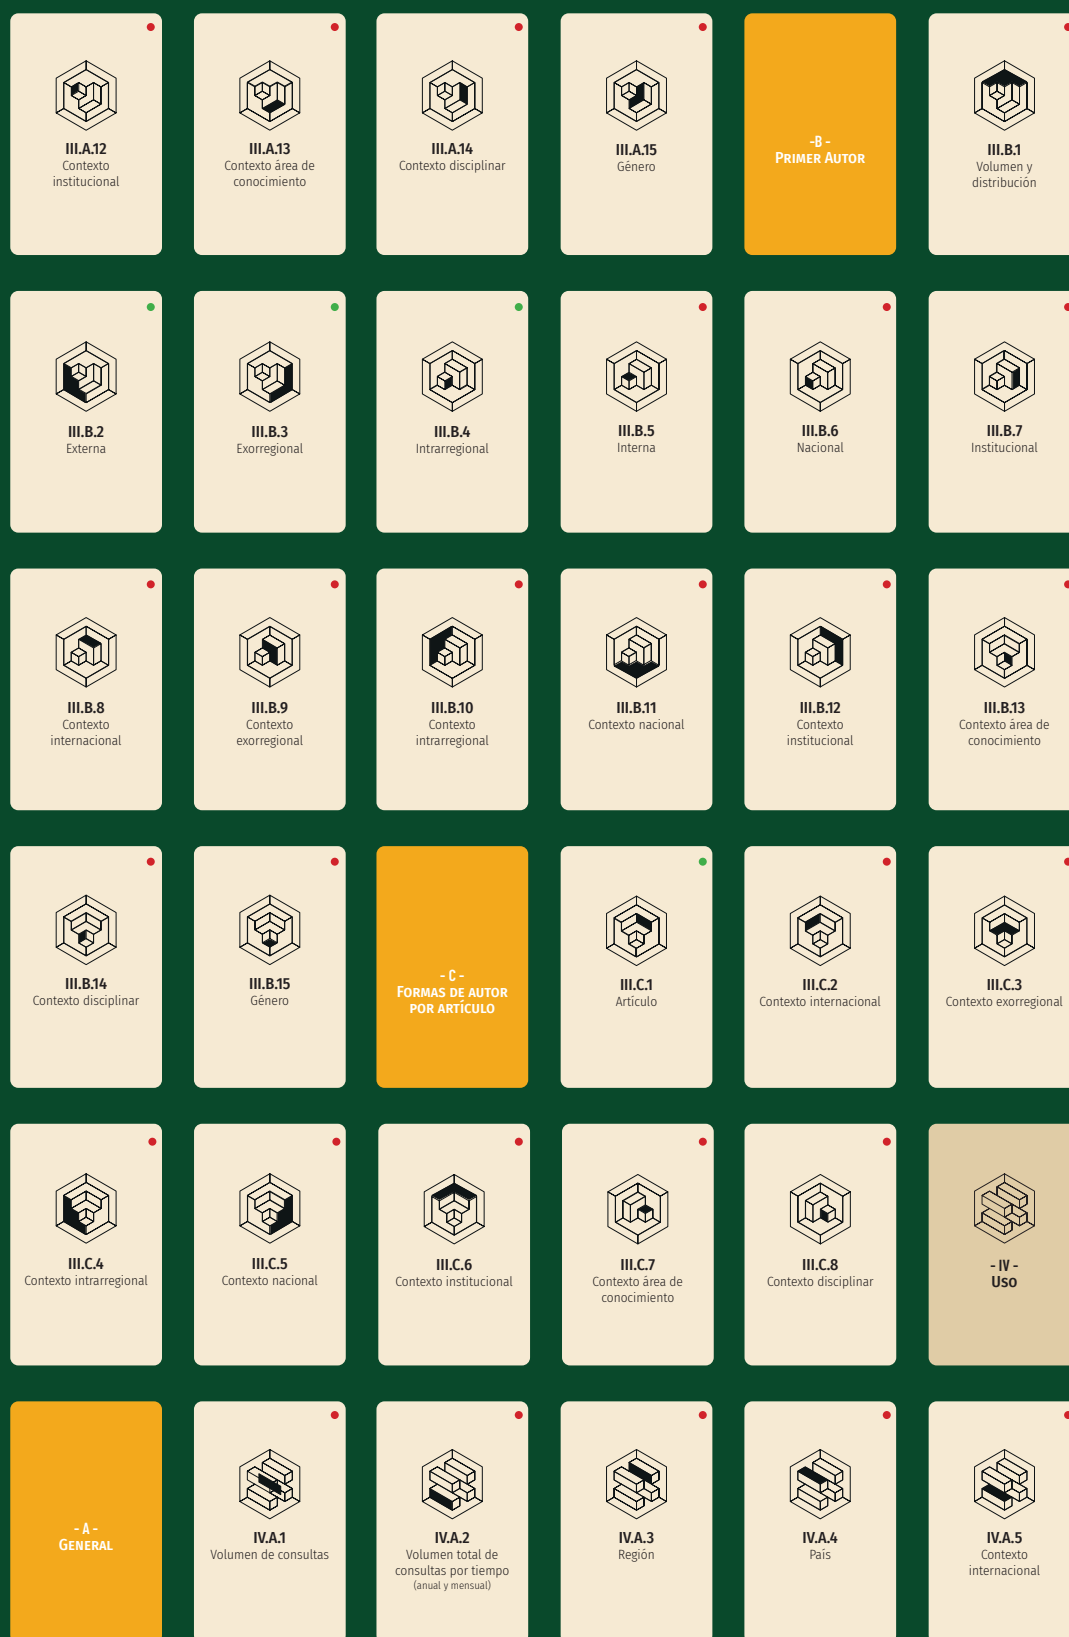 III.A.12
Contexto
institucional
III.A.13
Contexto área de
conocimiento
III.A.14
Contexto disciplinar
III.A.15
Género
-B -
Primer Autor
III.B.1
Volumen y
distribución
III.B.2
Externa
III.B.3
Exorregional
III.B.4
Intrarregional
III.B.5
Interna
III.B.6
Nacional
III.B.7
Institucional
III.B.8
Contexto
internacional
III.B.9
Contexto
exorregional
III.B.10
Contexto
intrarregional
III.B.11
Contexto nacional
III.B.12
Contexto
institucional
III.B.13
Contexto área de
conocimiento
III.B.14
Contexto disciplinar
III.B.15
Género
- C -
Formas de autor
por artículo
III.C.1
Artículo
III.C.2
Contexto internacional
III.C.3
Contexto exorregional
III.C.4
Contexto intrarregional
III.C.5
Contexto nacional
III.C.6
Contexto institucional
III.C.7
Contexto área de
conocimiento
III.C.8
Contexto disciplinar
- IV -
Uso
- A -
General
IV.A.1
Volumen de consultas
IV.A.2
Volumen total de
consultas por tiempo
(anual y mensual)
IV.A.3
Región
IV.A.4
País
IV.A.5
Contexto
internacional